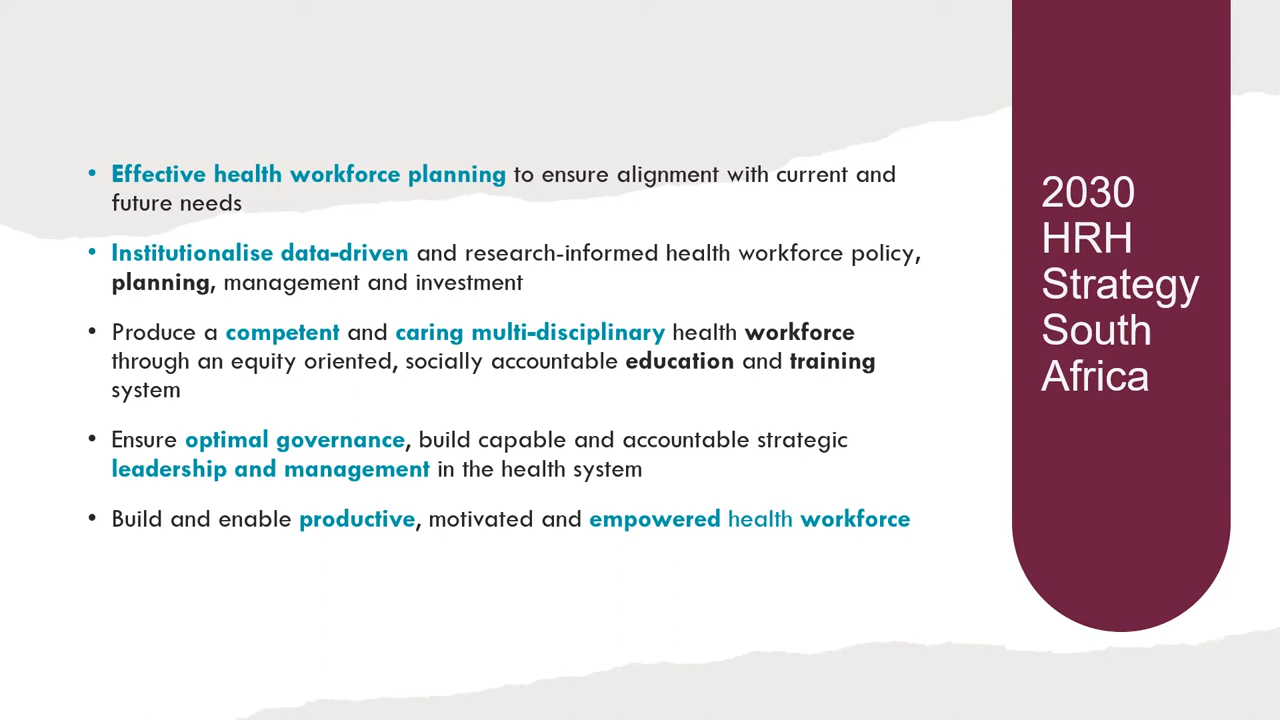 • Effective health workforce planning to ensure alignment with current and
future needs
• Institutionalise data-driven and research-informed health workforce policy,
planning, management and investment
• Produce a competent and caring multi-disciplinary health workforce
through an equity oriented, socially accountable education and training
system
• Ensure optimal governance, build capable and accountable strategic
leadership and management in the health system
• Build and enable productive, motivated and empowered health workforce
2030
HRH
Strategy
South
Africa